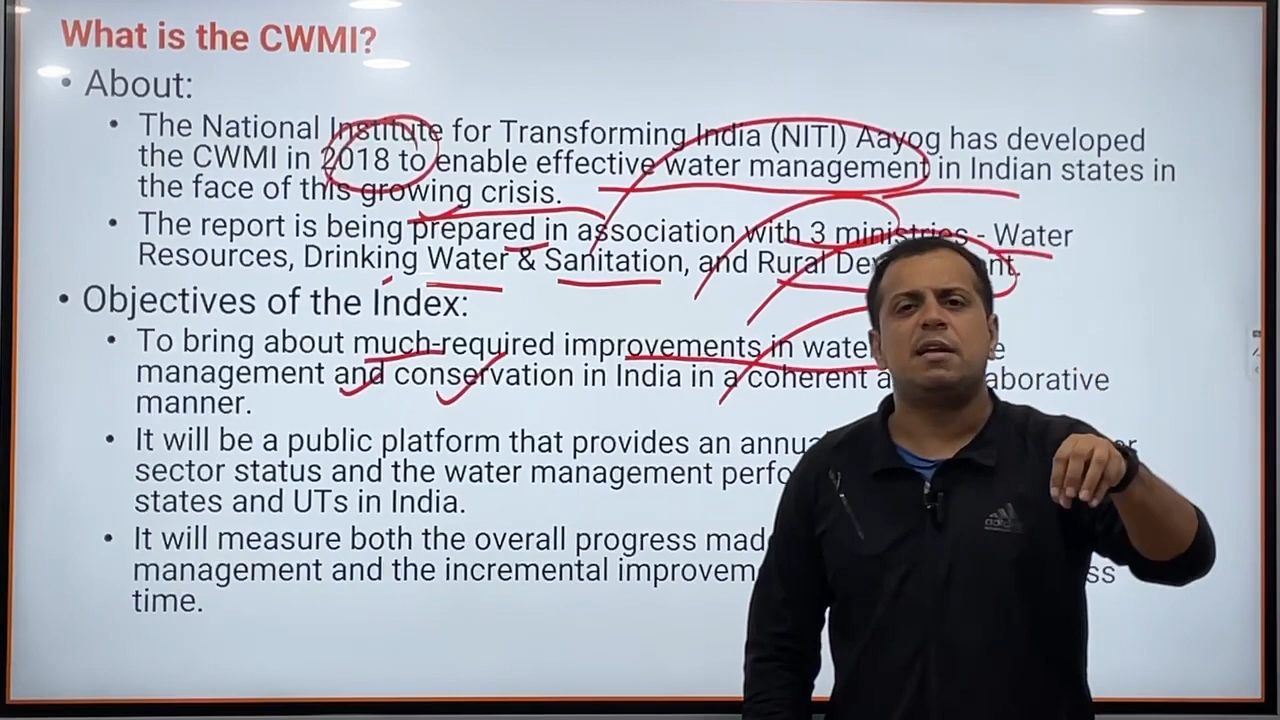 What is the CWMI?
• About:
• The National Institute for Transforming India (NITI) Aayog has developed
the CWMI in 2018 to enable effective water management in Indian states in
the face of this growing crisis.
• The report is being prepared in association with 3 ministries - Water
Resources, Drinking Water & Sanitation, and Rural
• Objectives of the Index:
• To bring about much-required improvements in
management and conservation in India in a coherent
manner.
• It will be a public platform that provides an
sector status and the water management
states and UTs in India.
• It will measure both the overall progress
management and the incremental
time.
adidas